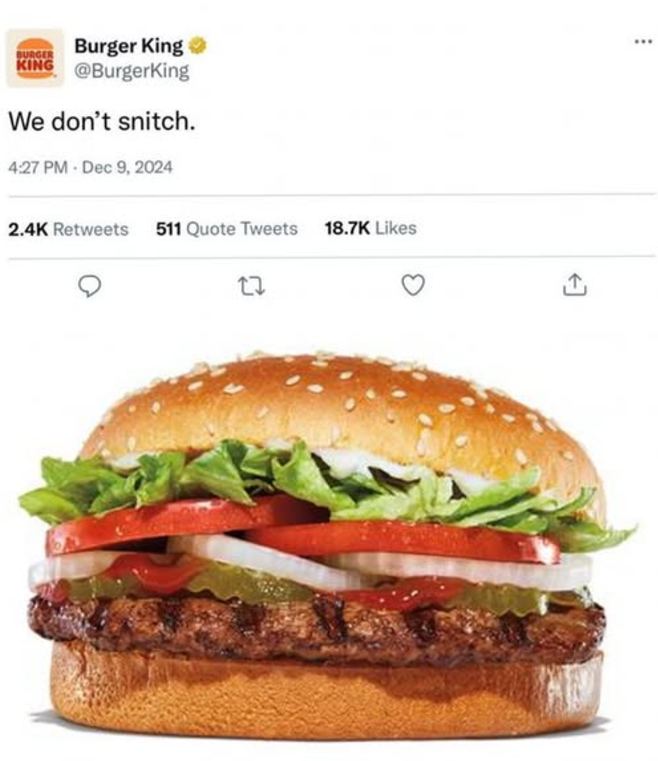 BURGER
KING
Burger King
@BurgerKing
We don't snitch.
4:27 PM · Dec 9, 2024
2.4K Retweets 511 Quote Tweets 18.7K Likes